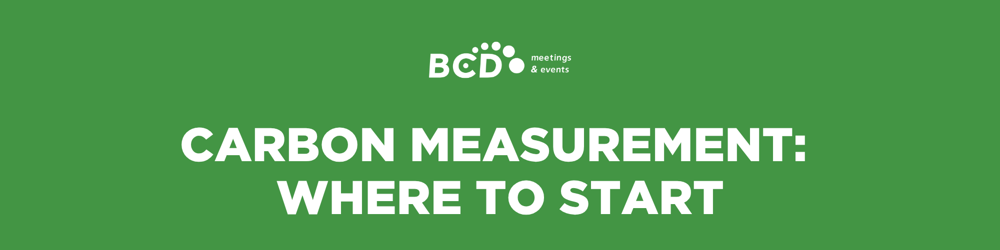 BCD meetings
& events
CARBON MEASUREMENT:
WHERE TO START